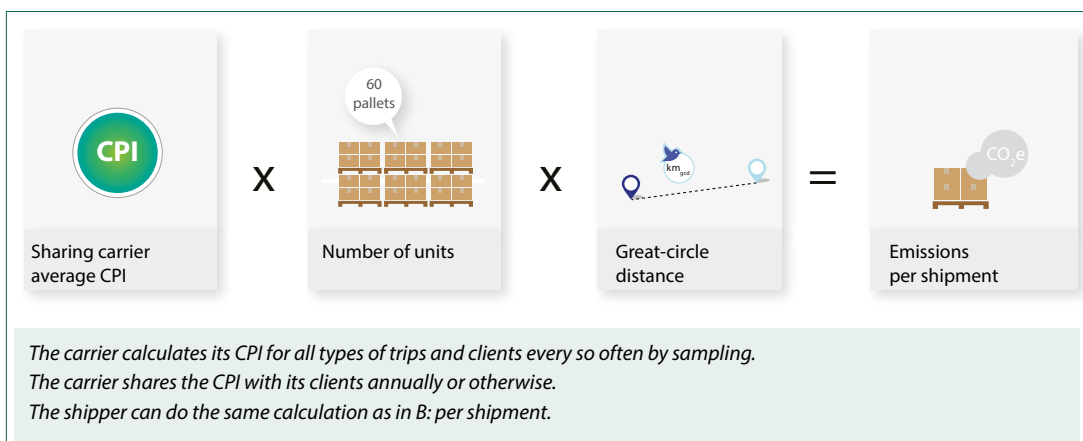 60
pallets
CPI
X
X
km gcd
=
CO₂e
Sharing carrier
average CPI
Number of units
Great-circle
distance
Emissions
per shipment
The carrier calculates its CPI for all types of trips and clients every so often by sampling.
The carrier shares the CPI with its clients annually or otherwise.
The shipper can do the same calculation as in B: per shipment.